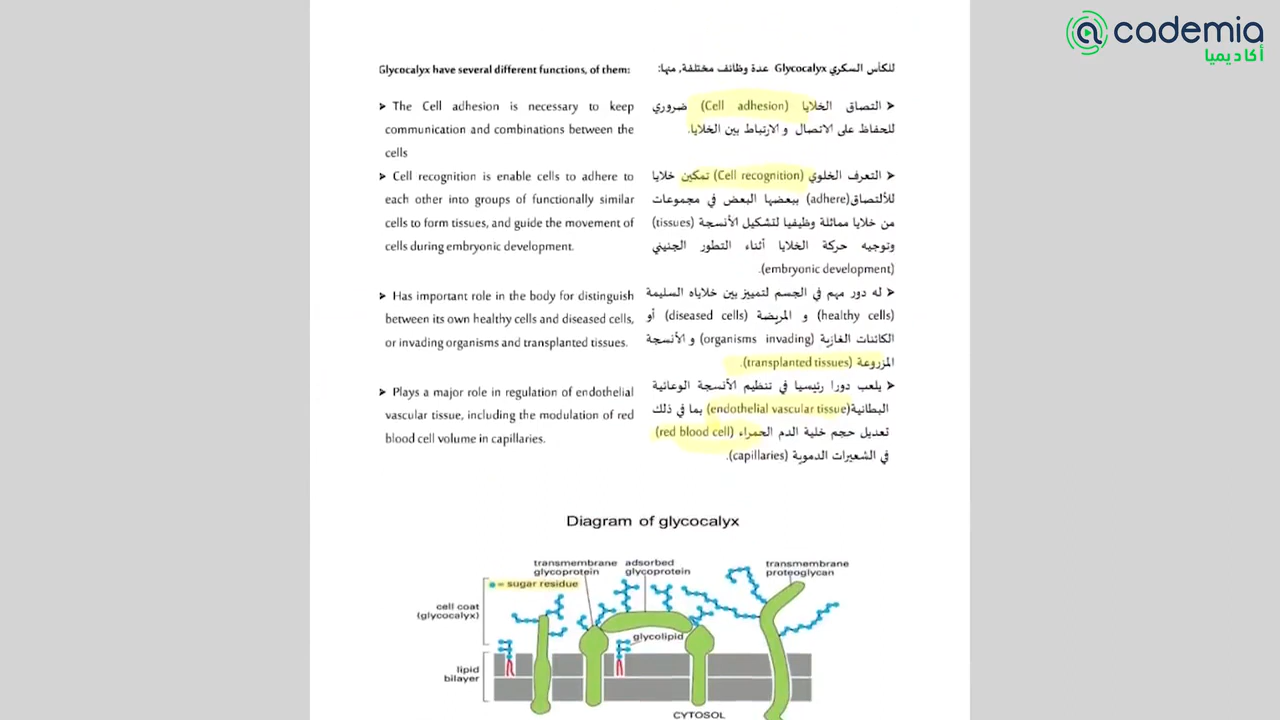 cademia
أكاديميا
Glycocalyx have several different functions, of them:
➤ The Cell adhesion is necessary to keep
communication and combinations between the
cells
➤ Cell recognition is enable cells to adhere to
each other into groups of functionally similar
cells to form tissues, and guide the movement of
cells during embryonic development.
➤ Has important role in the body for distinguish
between its own healthy cells and diseased cells,
or invading organisms and transplanted tissues.
➤ Plays a major role in regulation of endothelial
vascular tissue, including the modulation of red
blood cell volume in capillaries.
للكأس السكري Glycocalyx عدة وظائف مختلفة, منها:
➤ التصاق الخلايا (Cell adhesion) ضروري
للحفاظ على الاتصال و الارتباط بين الخلايا.
➤ التعرف الخلوي (Cell recognition) تمكين خلايا
للألتصاق(adhere) ببعضها البعض في مجموعات
من خلايا مماثلة وظيفيا لتشكيل الأنسجة (tissues)
وتوجيه حركة الخلايا أثناء التطور الجنيني
(embryonic development).
➤ له دور مهم في الجسم لتمييز بين خلاياه السليمة
(healthy cells) و المريضة (diseased cells) أو
الكائنات الغازية (organisms invading) و الأنسجة
المزروعة (transplanted tissues).
➤ يلعب دورا رئيسيا في تنظيم الأنسجة الوعائية
البطانية(endothelial vascular tissue) بما في ذلك
تعديل حجم خلية الدم الحمراء (red blood cell)
في الشعيرات الدموية (capillaries).
Diagram of glycocalyx
transmembrane
glycoprotein
adsorbed
glycoprotein
transmembrane
proteoglycan
= sugar residue
cell coat
(glycocalyx)
glycolipid
lipid
bilayer
CYTOSOL